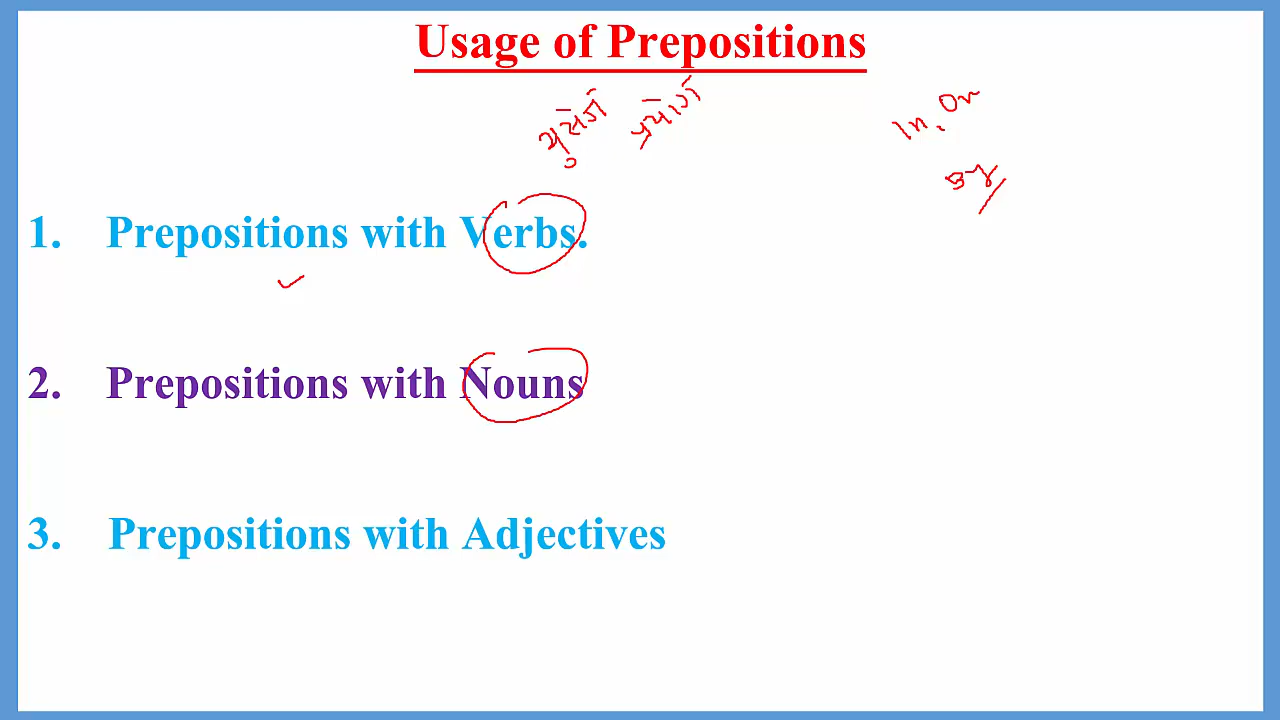 Usage of Prepositions
In, On
By
1. Prepositions with Verbs.
2. Prepositions with Nouns
3. Prepositions with Adjectives